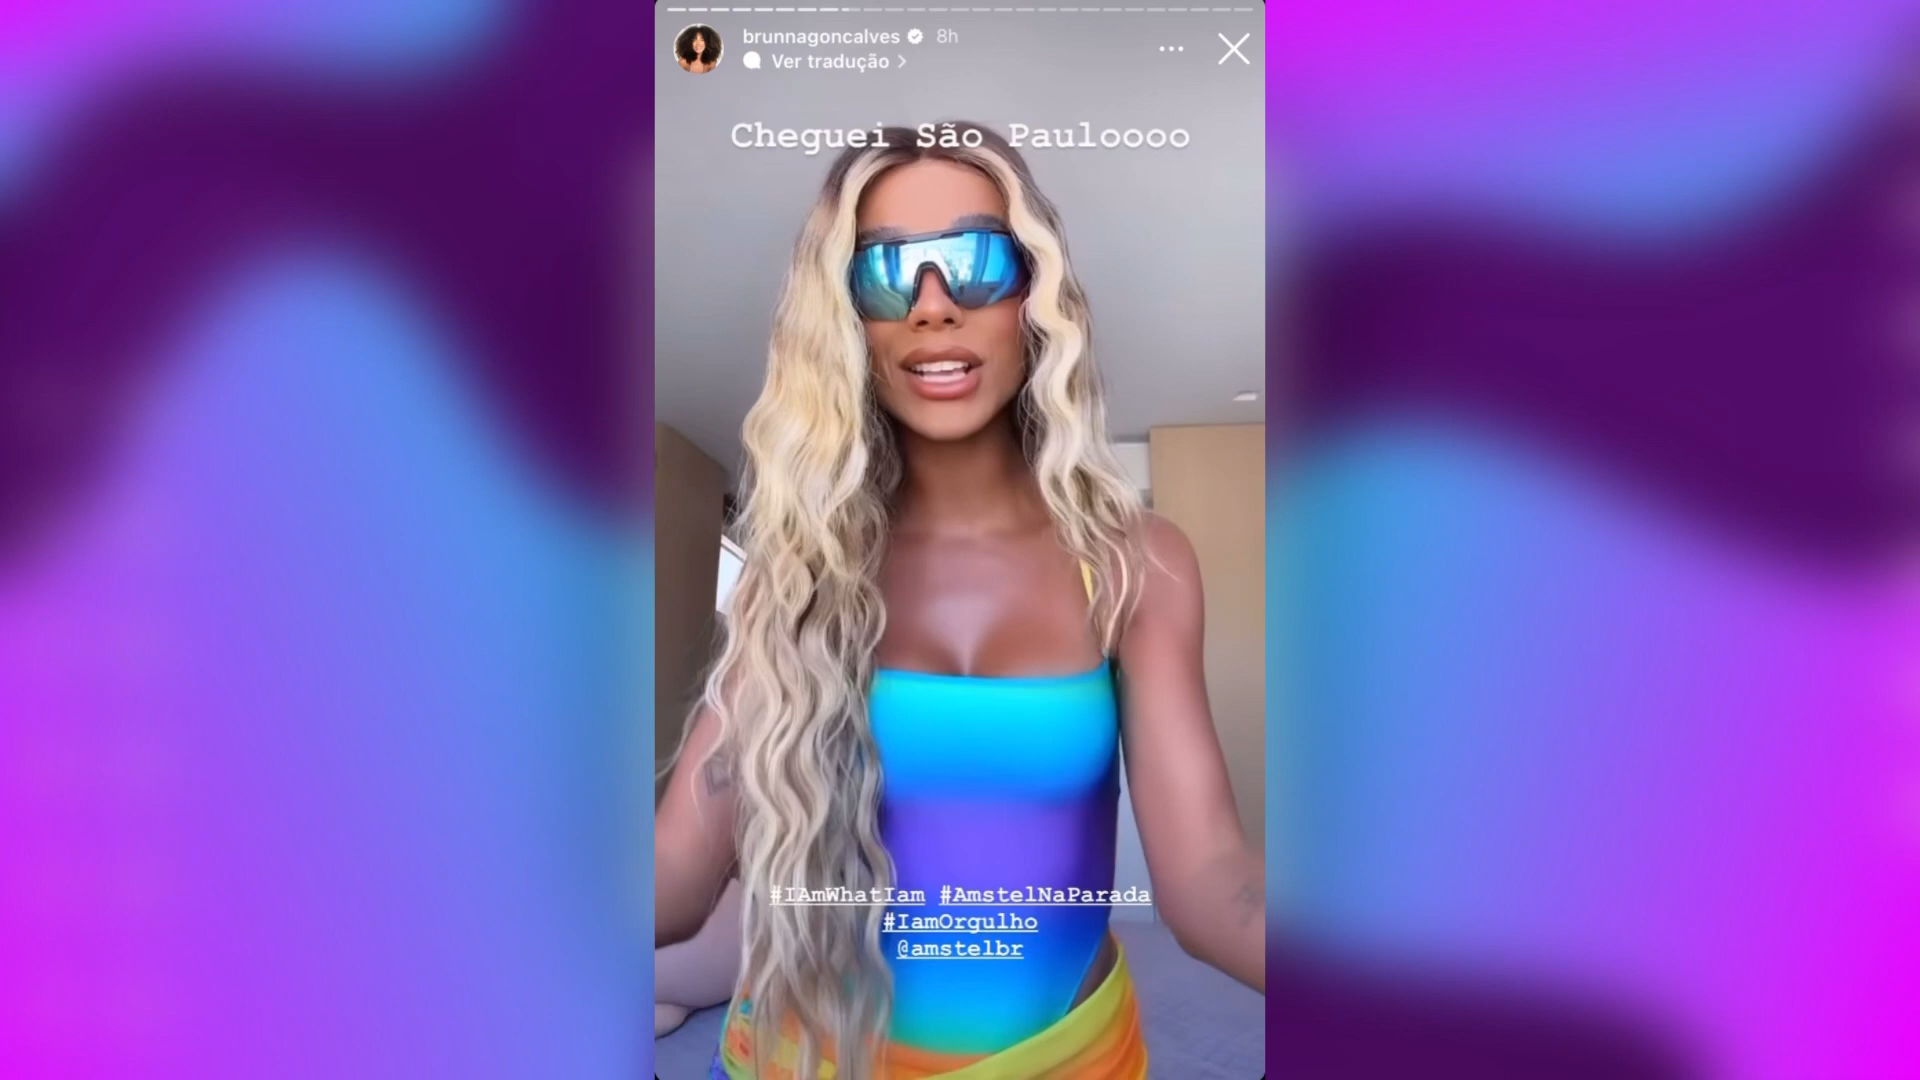 brunnagoncalves 8h
Ver tradução
Cheguei São Pauloooo
#IAmWhatIam #AmstelNaParada
#IamOrgulho
@amstelbr